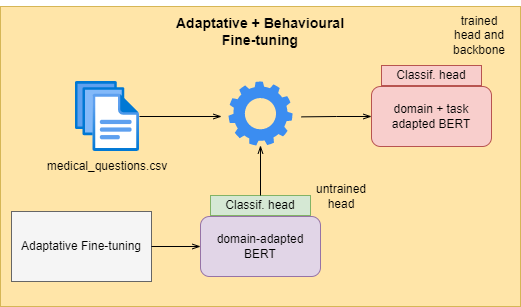 Adaptative + Behavioural
Fine-tuning
trained
head and
backbone
Classif. head
domain + task
adapted BERT
medical_questions.csv
Classif. head
untrained
head
Adaptative Fine-tuning
domain-adapted
BERT